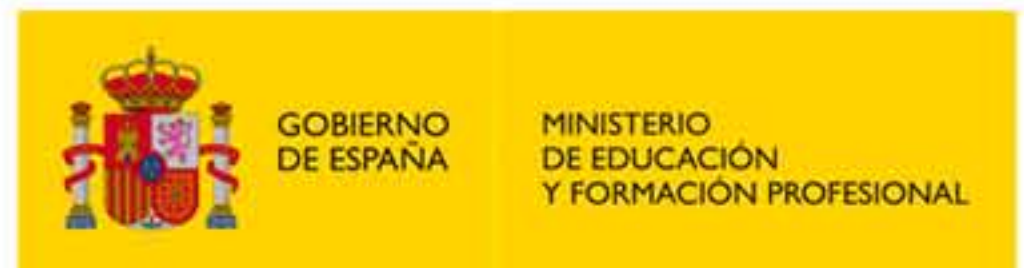 GOBIERNO
DE ESPAÑA
MINISTERIO
DE EDUCACIÓN
Y FORMACIÓN PROFESIONAL